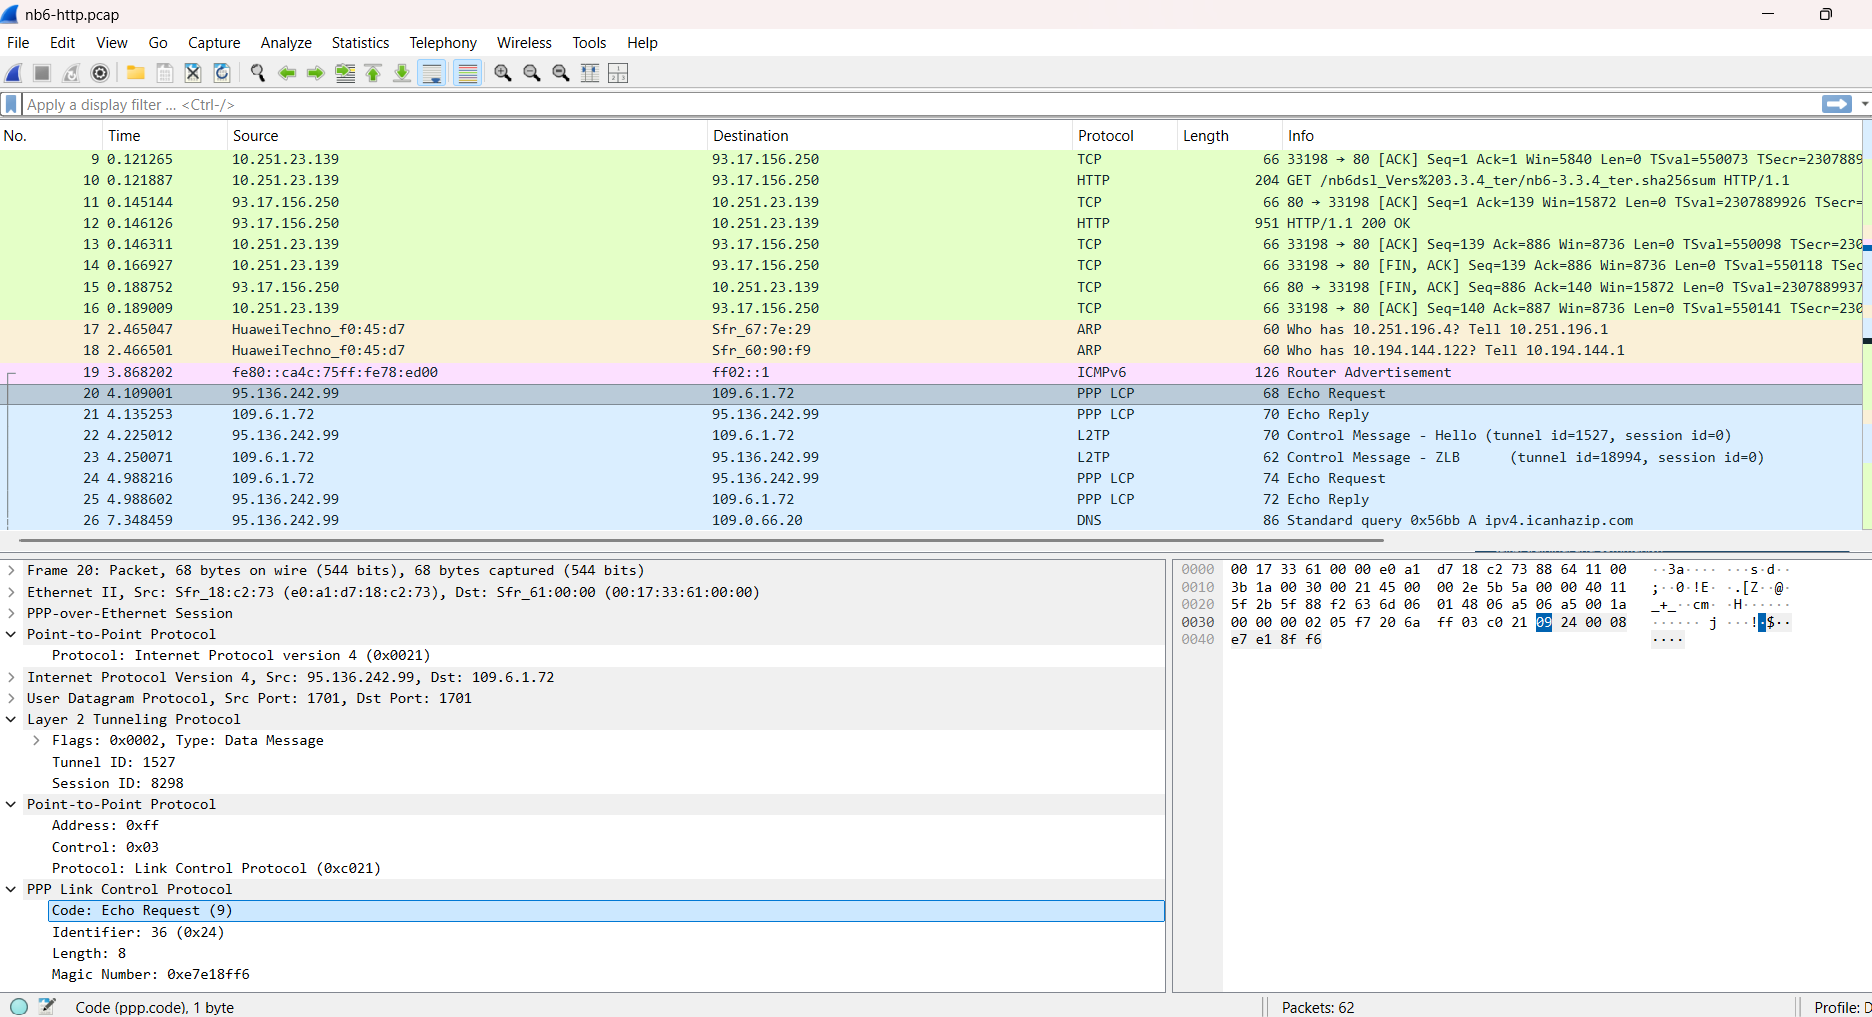 nb6-http.pcap
File Edit View Go Capture Analyze Statistics Telephony Wireless Tools Help
Apply a display filter ... <Ctrl-/>
No. Time Source Destination Protocol Length Info
9 0.121265 10.251.23.139 93.17.156.250 TCP 66 33198 → 80 [ACK] Seq=1 Ack=1 Win=5840 Len=0 TSval=550073 TSecr=2307889
10 0.121887 10.251.23.139 93.17.156.250 HTTP 204 GET /nb6dsl_Vers%203.3.4_ter/nb6-3.3.4_ter.sha256sum HTTP/1.1
11 0.145144 93.17.156.250 10.251.23.139 TCP 66 80 → 33198 [ACK] Seq=1 Ack=139 Win=15872 Len=0 TSval=2307889926 TSecr=
12 0.146126 93.17.156.250 10.251.23.139 HTTP 951 HTTP/1.1 200 OK
13 0.146311 10.251.23.139 93.17.156.250 TCP 66 33198 → 80 [ACK] Seq=139 Ack=886 Win=8736 Len=0 TSval=550098 TSecr=230
14 0.166927 10.251.23.139 93.17.156.250 TCP 66 33198 → 80 [FIN, ACK] Seq=139 Ack=886 Win=8736 Len=0 TSval=550118 TSec
15 0.188752 93.17.156.250 10.251.23.139 TCP 66 80 → 33198 [FIN, ACK] Seq=886 Ack=140 Win=15872 Len=0 TSval=2307889937
16 0.189009 10.251.23.139 93.17.156.250 TCP 66 33198 → 80 [ACK] Seq=140 Ack=887 Win=8736 Len=0 TSval=550141 TSecr=230
17 2.465047 HuaweiTechno_f0:45:d7 Sfr_67:7e:29 ARP 60 Who has 10.251.196.4? Tell 10.251.196.1
18 2.466501 HuaweiTechno_f0:45:d7 Sfr_60:90:f9 ARP 60 Who has 10.194.144.122? Tell 10.194.144.1
19 3.868202 fe80::ca4c:75ff:fe78:ed00 ff02::1 ICMPv6 126 Router Advertisement
20 4.109001 95.136.242.99 109.6.1.72 PPP LCP 68 Echo Request
21 4.135253 109.6.1.72 95.136.242.99 PPP LCP 70 Echo Reply
22 4.225012 95.136.242.99 109.6.1.72 L2TP 70 Control Message - Hello (tunnel id=1527, session id=0)
23 4.250071 109.6.1.72 95.136.242.99 L2TP 62 Control Message - ZLB (tunnel id=18994, session id=0)
24 4.988216 109.6.1.72 95.136.242.99 PPP LCP 74 Echo Request
25 4.988602 95.136.242.99 109.6.1.72 PPP LCP 72 Echo Reply
26 7.348459 95.136.242.99 109.0.66.20 DNS 86 Standard query 0x56bb A ipv4.icanhazip.com
Frame 20: Packet, 68 bytes on wire (544 bits), 68 bytes captured (544 bits)
Ethernet II, Src: Sfr_18:c2:73 (e0:a1:d7:18:c2:73), Dst: Sfr_61:00:00 (00:17:33:61:00:00)
PPP-over-Ethernet Session
Point-to-Point Protocol
Protocol: Internet Protocol version 4 (0x0021)
Internet Protocol Version 4, Src: 95.136.242.99, Dst: 109.6.1.72
User Datagram Protocol, Src Port: 1701, Dst Port: 1701
Layer 2 Tunneling Protocol
Flags: 0x0002, Type: Data Message
Tunnel ID: 1527
Session ID: 8298
Point-to-Point Protocol
Address: 0xff
Control: 0x03
Protocol: Link Control Protocol (0xc021)
PPP Link Control Protocol
Code: Echo Request (9)
Identifier: 36 (0x24)
Length: 8
Magic Number: 0xe7e18ff6
0000 00 17 33 61 00 00 e0 a1 d7 18 c2 73 88 64 11 00 ··3a···· ···s·d··
0010 3b 1a 00 30 00 21 45 00 00 2e 5b 5a 00 00 40 11 ;··0·!E· ·.[Z··@·
0020 5f 2b 5f 88 f2 63 6d 06 01 48 06 a5 06 a5 00 1a _+_··cm· ·H······
0030 00 00 00 02 05 f7 20 6a ff 03 c0 21 09 24 00 08 ······ j ···!·$··
0040 e7 e1 8f f6 ····
Code (ppp.code), 1 byte Packets: 62 Profile: D